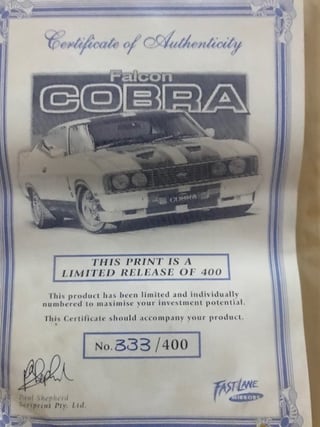 Certificate of Authenticity
Falcon
COBRA
COBRA
THIS PRINT IS A
LIMITED RELEASE OF 400
This product has been limited and individually
numbered to maximise your investment potential.
This Certificate should accompany your product.
No. 333/400
Paul Shepherd
Pty. Ltd.
FAST LANE
MIRRORS